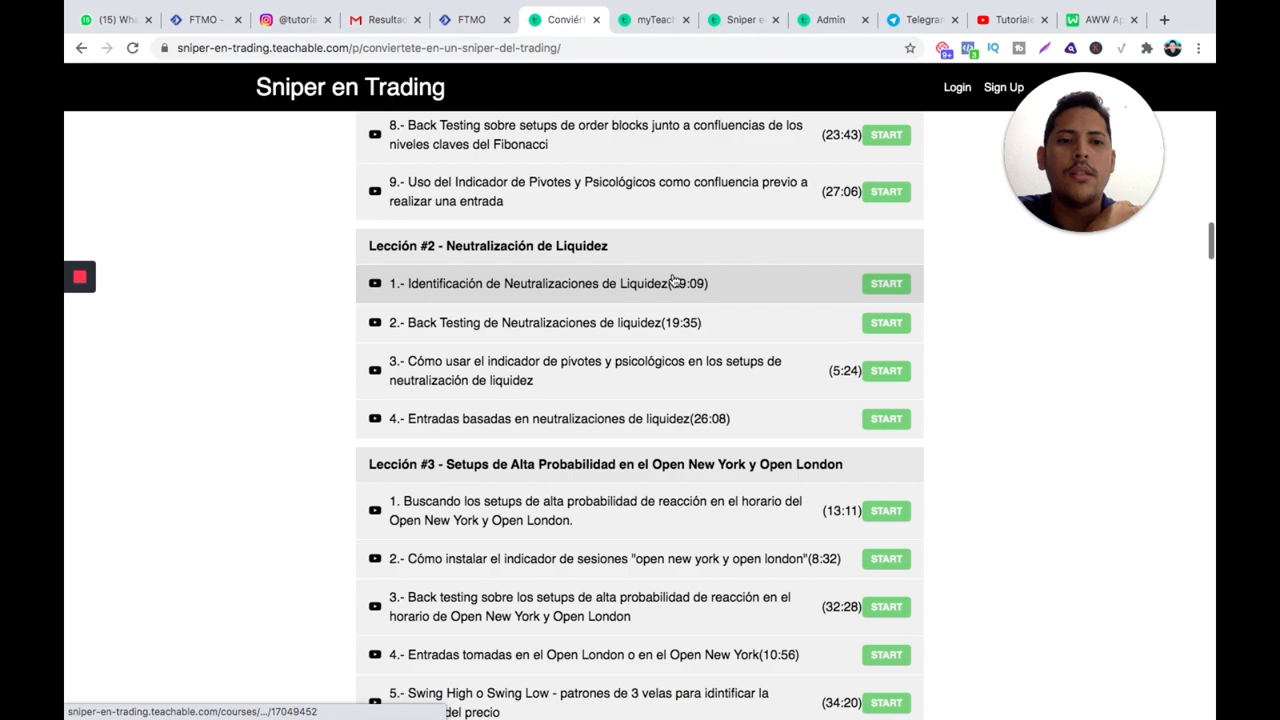 (15) Wha
FTMO -
@tutoria
Resultad
FTMO
Conviért
myTeach
Sniper e
Admin
Telegran
Tutoriale
AWW Ap
sniper-en-trading.teachable.com/p/conviertete-en-un-sniper-del-trading/
Sniper en Trading
Login
Sign Up
8.- Back Testing sobre setups de order blocks junto a confluencias de los
niveles claves del Fibonacci
(23:43)
START
9.- Uso del Indicador de Pivotes y Psicológicos como confluencia previo a
realizar una entrada
(27:06)
START
Lección #2 - Neutralización de Liquidez
1.- Identificación de Neutralizaciones de Liquidez
START
2.- Back Testing de Neutralizaciones de liquidez(19:35)
START
3.- Cómo usar el indicador de pivotes y psicológicos en los setups de
neutralización de liquidez
(5:24)
START
4.- Entradas basadas en neutralizaciones de liquidez(26:08)
START
Lección #3 - Setups de Alta Probabilidad en el Open New York y Open London
1. Buscando los setups de alta probabilidad de reacción en el horario del
Open New York y Open London.
(13:11)
START
2.- Cómo instalar el indicador de sesiones "open new york y open london"(8:32)
START
3.- Back testing sobre los setups de alta probabilidad de reacción en el
horario de Open New York y Open London
(32:28)
START
4.- Entradas tomadas en el Open London o en el Open New York(10:56)
START
5.- Swing High o Swing Low - patrones de 3 velas para idintificar la
del precio
(34:20)
START
sniper-en-trading.teachable.com/courses/.../17049452